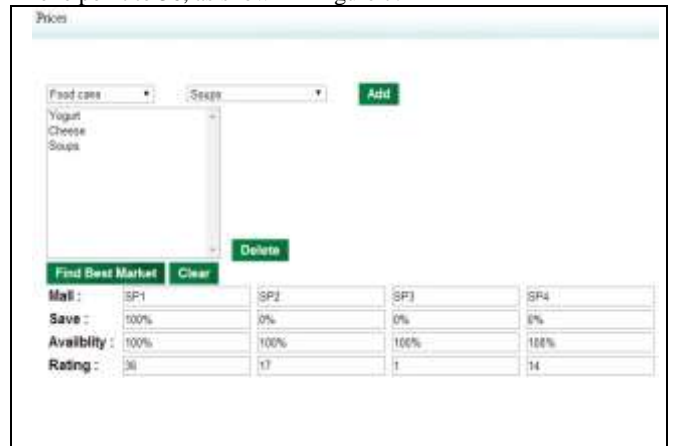 Prices
Food cans Soups Add
Yogurt
Cheese
Soups
Delete
Find Best Market Clear
Mall : SP1 SP2 SP3 SP4
Save : 100% 0% 0% 0%
Availblity : 100% 100% 100% 100%
Rating : 36 17 1 14